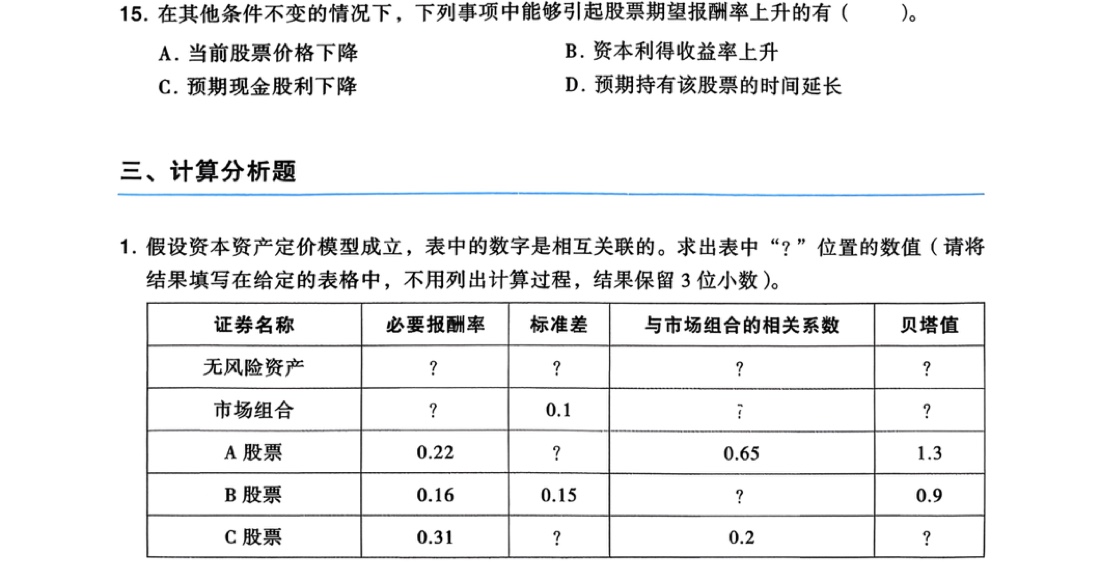 15. 在其他条件不变的情况下，下列事项中能够引起股票期望报酬率上升的有（　　）。
A. 当前股票价格下降　B. 资本利得收益率上升
C. 预期现金股利下降　D. 预期持有该股票的时间延长
三、计算分析题
1. 假设资本资产定价模型成立，表中的数字是相互关联的。求出表中“?”位置的数值（请将
结果填写在给定的表格中，不用列出计算过程，结果保留 3 位小数）。
证券名称　必要报酬率　标准差　与市场组合的相关系数　贝塔值
无风险资产　?　?　?　?
市场组合　?　0.1　?　?
A 股票　0.22　?　0.65　1.3
B 股票　0.16　0.15　?　0.9
C 股票　0.31　?　0.2　?